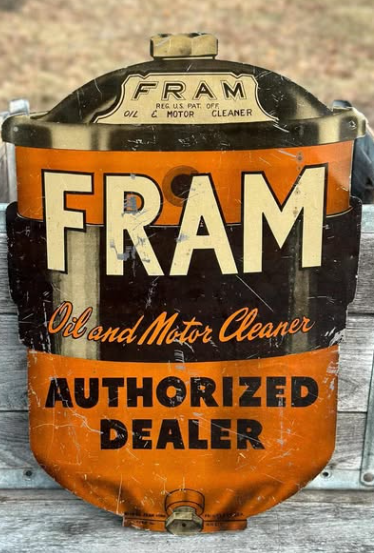 FRAM
REG. U.S. PAT. OFF.
OIL & MOTOR CLEANER
FRAM
Oil and Motor Cleaner
AUTHORIZED
DEALER